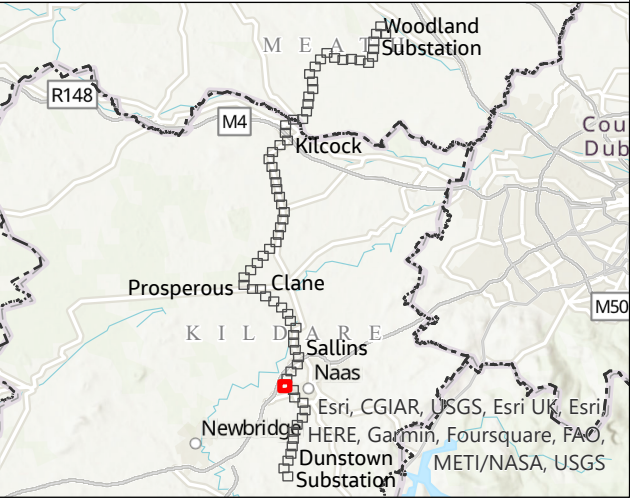 Woodland
Substation
MEATH
R148
M4
Cou
Dub
Kilcock
Prosperous
Clane
M50
KILDARE
Sallins
Naas
Newbridge
Esri, CGIAR, USGS, Esri UK, Esri,
HERE, Garmin, Foursquare, FAO,
METI/NASA, USGS
Dunstown
Substation